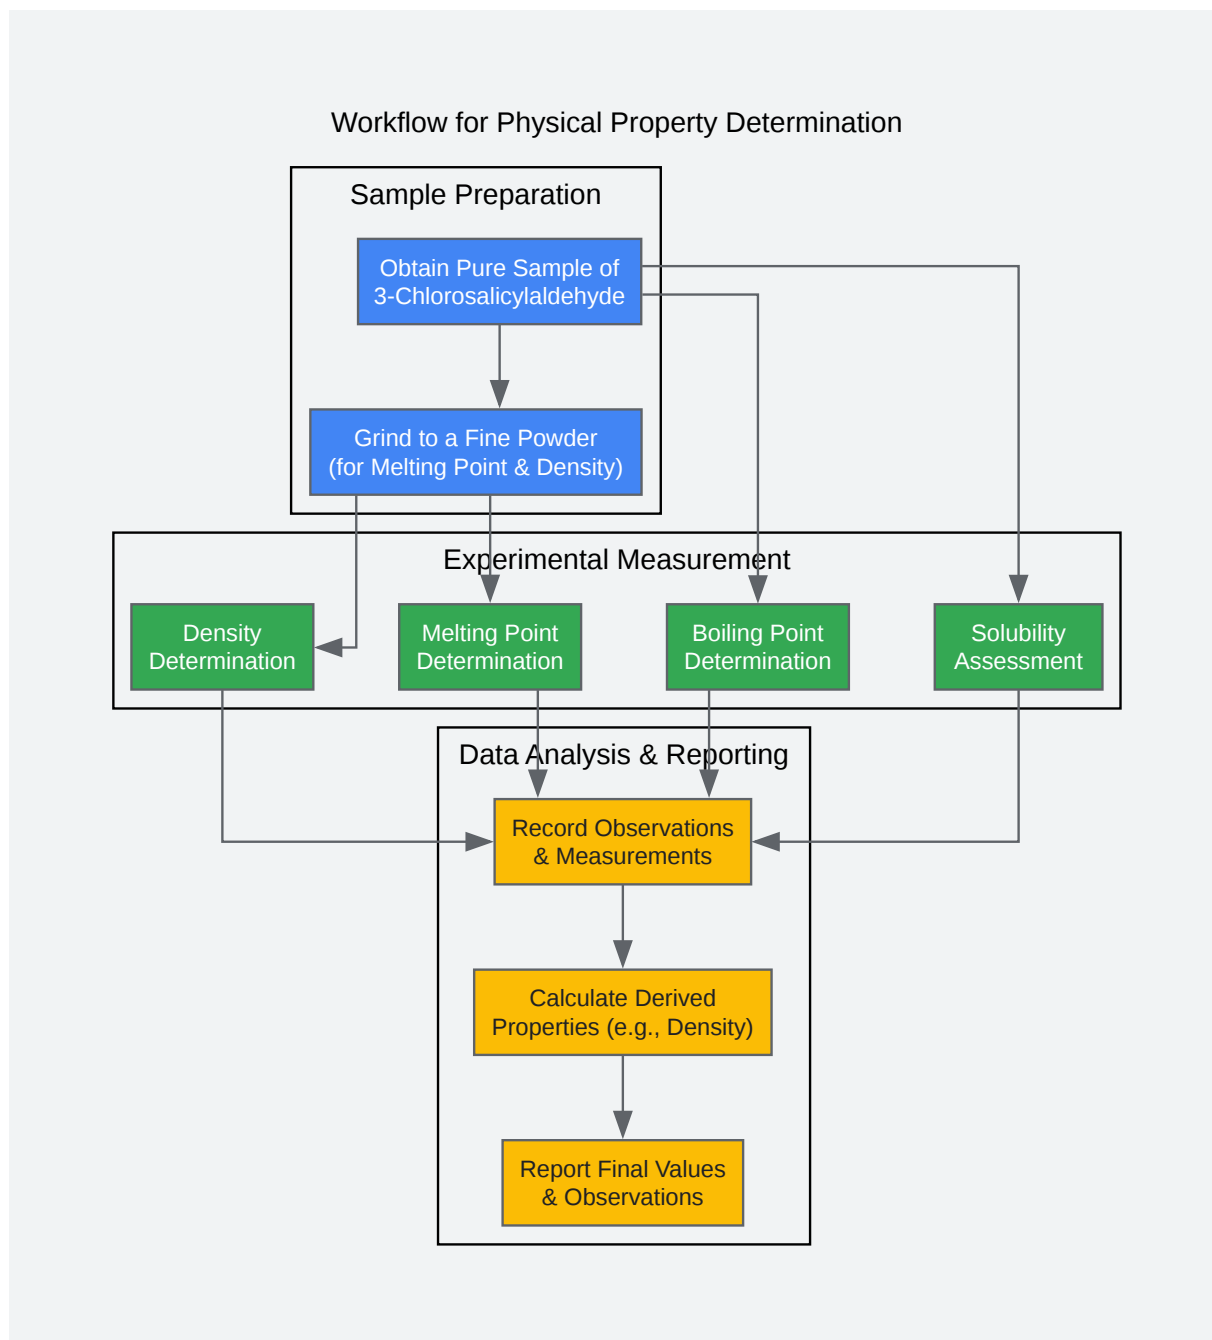 Workflow for Physical Property Determination
Sample Preparation
Obtain Pure Sample of
3-Chlorosalicylaldehyde
Grind to a Fine Powder
(for Melting Point & Density)
Experimental Measurement
Density
Determination
Melting Point
Determination
Boiling Point
Determination
Solubility
Assessment
Data Analysis & Reporting
Record Observations
& Measurements
Calculate Derived
Properties (e.g., Density)
Report Final Values
& Observations